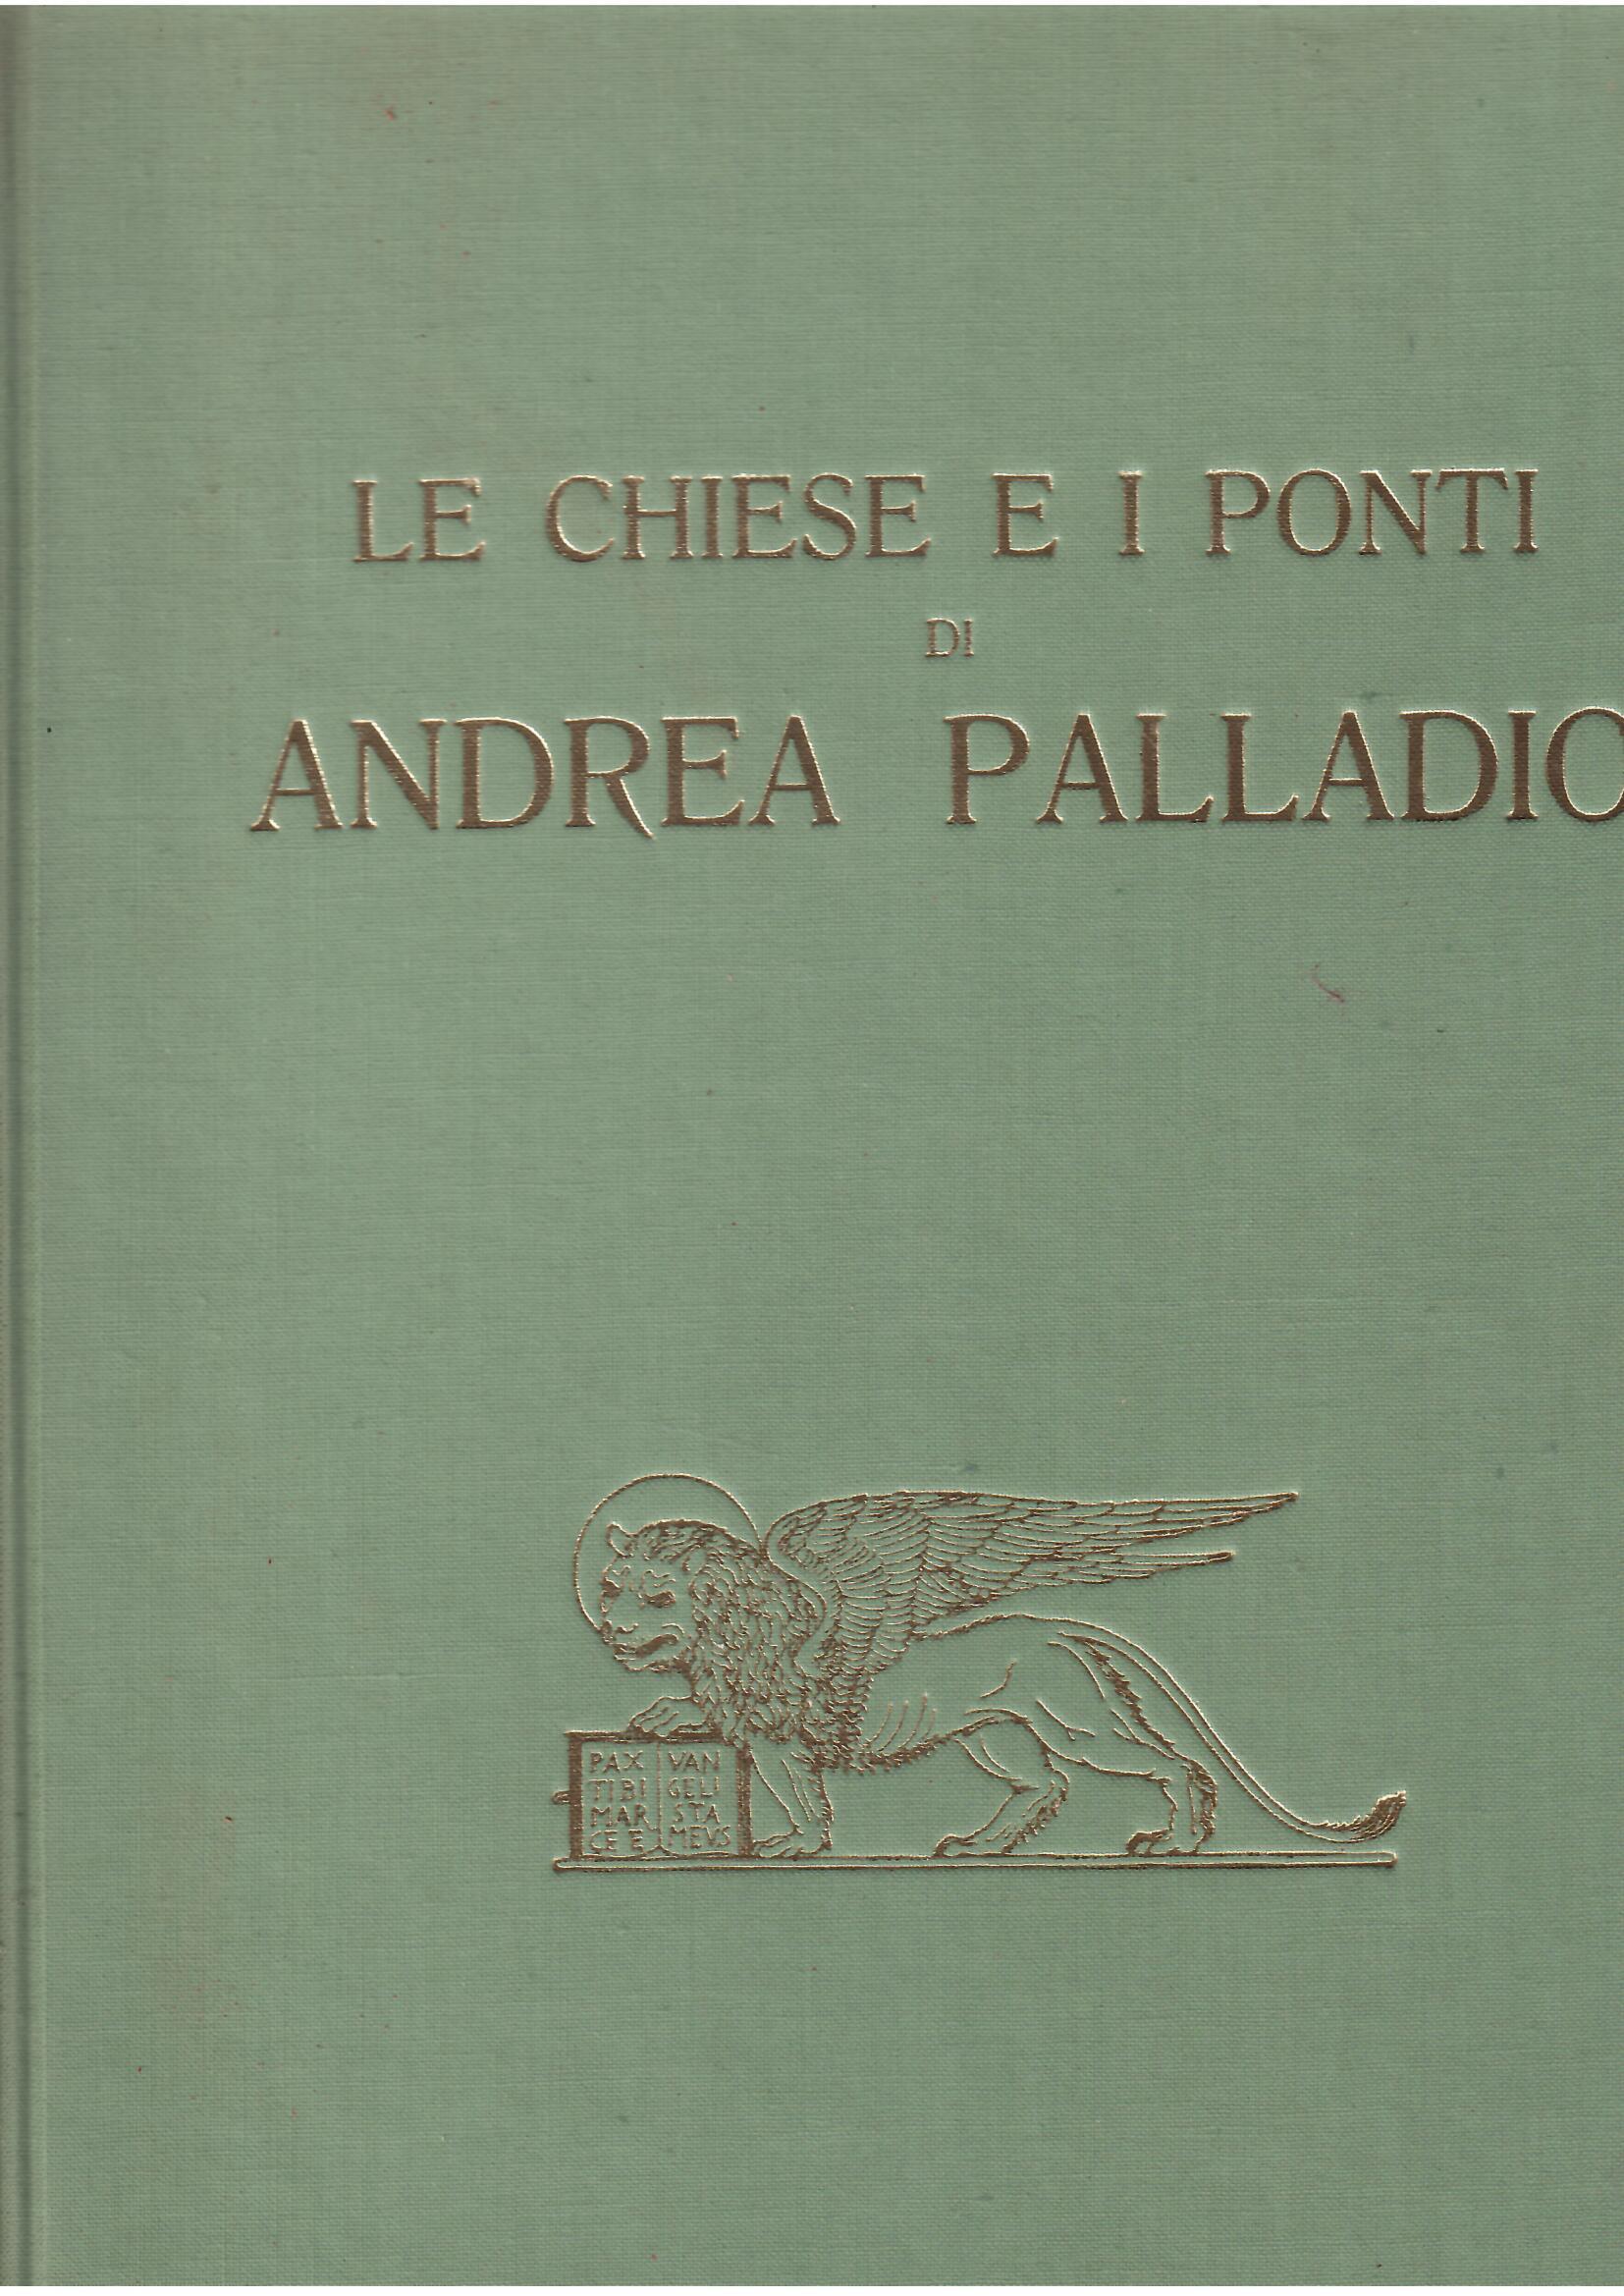 LE CHIESE E I PONTI
DI
ANDREA PALLADIO
PAX
TIBI
MAR
CE E
VAN
GELI
STA
MEVS